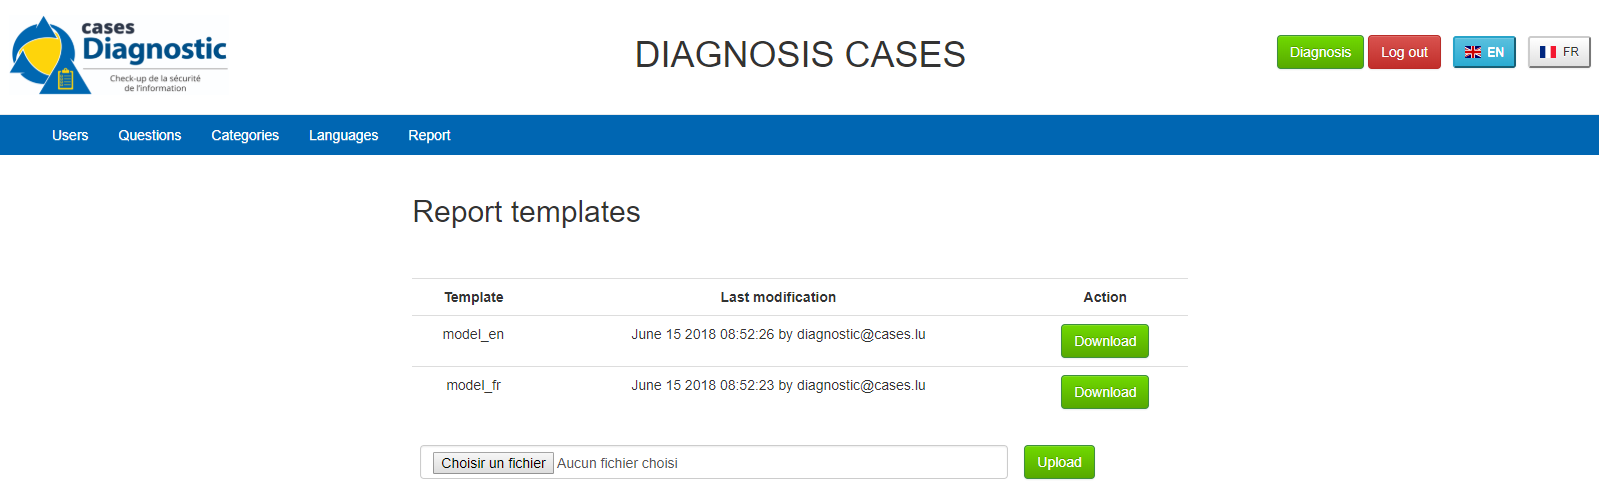 cases
Diagnostic
Check-up de la sécurité
de l'information
DIAGNOSIS CASES
Diagnosis Log out EN FR
Users Questions Categories Languages Report
Report templates
Template Last modification Action
model_en June 15 2018 08:52:26 by diagnostic@cases.lu Download
model_fr June 15 2018 08:52:23 by diagnostic@cases.lu Download
Choisir un fichier Aucun fichier choisi Upload